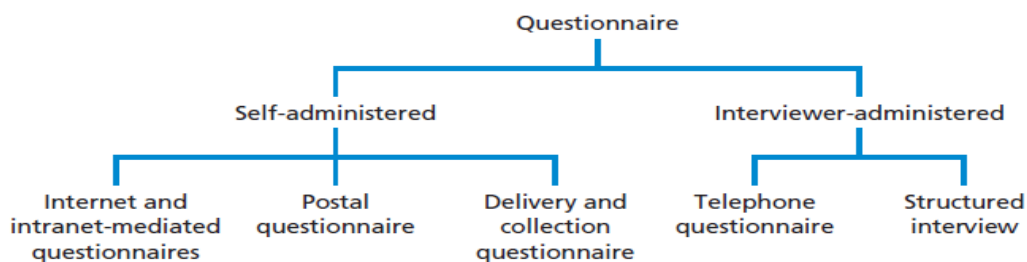 Questionnaire
Self-administered
Interviewer-administered
Internet and
intranet-mediated
questionnaires
Postal
questionnaire
Delivery and
collection
questionnaire
Telephone
questionnaire
Structured
interview